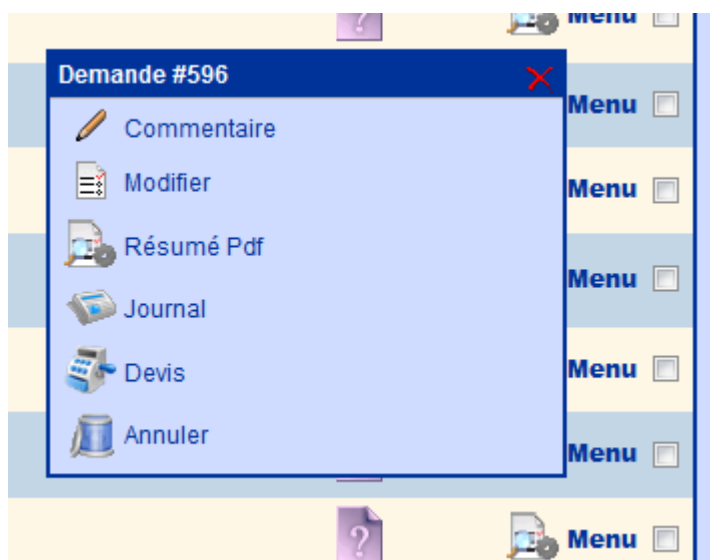 Menu
Demande #596
Menu
Commentaire
Modifier
Menu
Résumé Pdf
Menu
Journal
Devis
Menu
Annuler
Menu
?
Menu